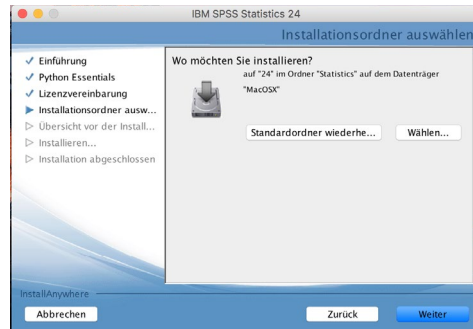 IBM SPSS Statistics 24
Installationsordner auswählen
Einführung
Python Essentials
Lizenzvereinbarung
Installationsordner ausw...
Übersicht vor der Install...
Installieren...
Installation abgeschlossen
Wo möchten Sie installieren?
auf "24" im Ordner "Statistics" auf dem Datenträger
"MacOSX"
Standardordner wiederhe...
Wählen...
InstallAnywhere
Abbrechen
Zurück
Weiter